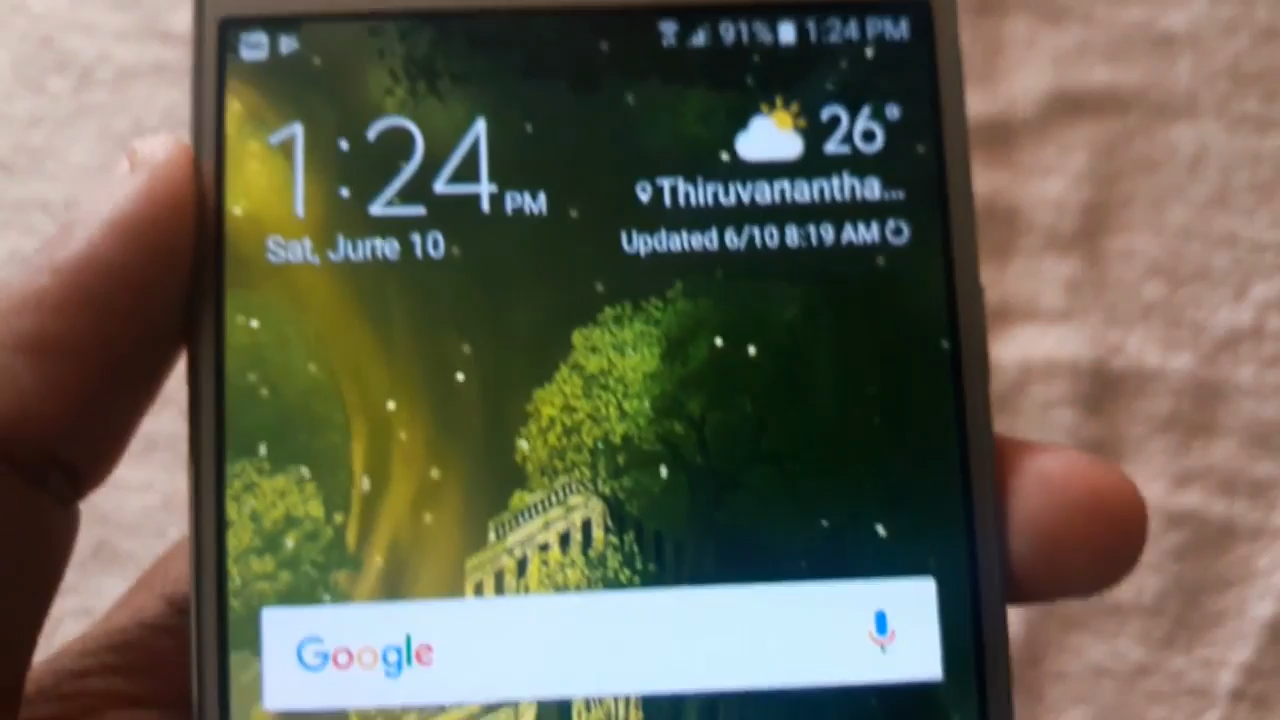 91% 1:24 PM
1:24 PM
26°
Thiruvanantha...
Sat, June 10
Updated 6/10 8:19 AM
Google